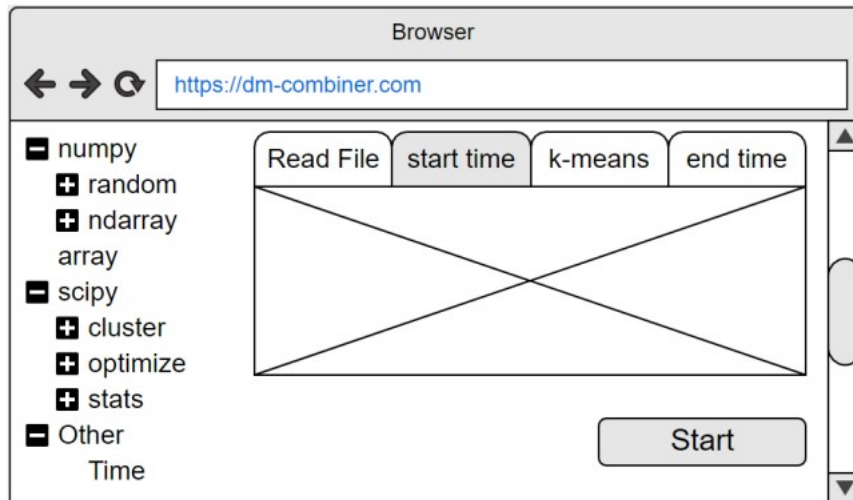 Browser
https://dm-combiner.com
numpy
random
ndarray
array
scipy
cluster
optimize
stats
Other
Time
Read File start time k-means end time
Start